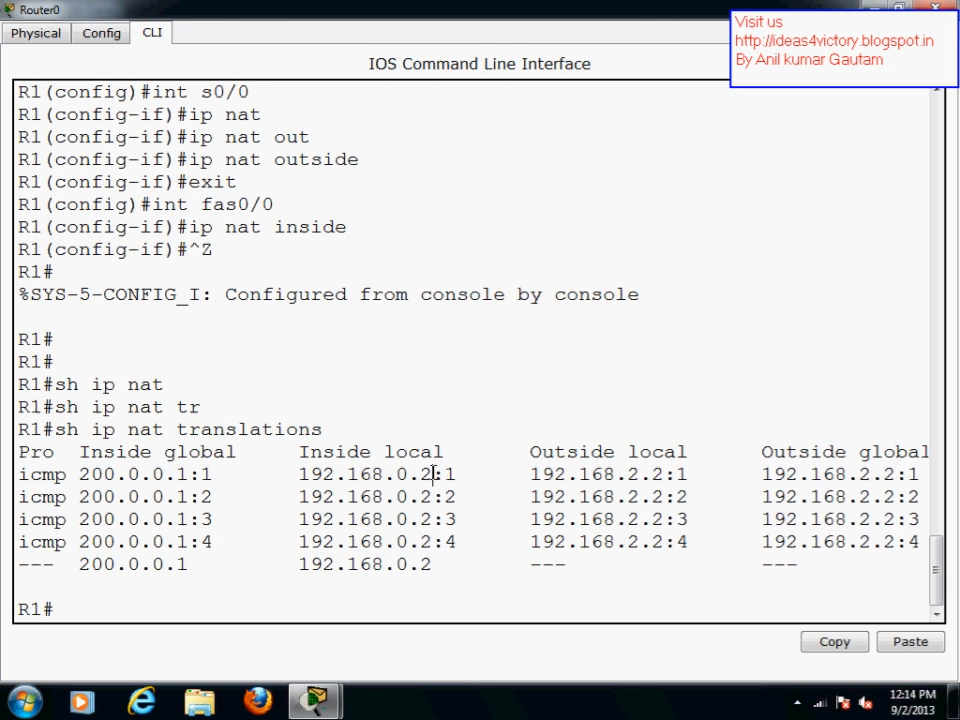 Router0
Visit us
http://ideas4victory.blogspot.in
By Anil kumar Gautam
Physical Config CLI
IOS Command Line Interface
R1(config)#int s0/0
R1(config-if)#ip nat
R1(config-if)#ip nat out
R1(config-if)#ip nat outside
R1(config-if)#exit
R1(config)#int fas0/0
R1(config-if)#ip nat inside
R1(config-if)#^Z
R1#
%SYS-5-CONFIG_I: Configured from console by console
R1#
R1#
R1#sh ip nat
R1#sh ip nat tr
R1#sh ip nat translations
Pro Inside global Inside local Outside local Outside global
icmp 200.0.0.1:1 192.168.0.2:1 192.168.2.2:1 192.168.2.2:1
icmp 200.0.0.1:2 192.168.0.2:2 192.168.2.2:2 192.168.2.2:2
icmp 200.0.0.1:3 192.168.0.2:3 192.168.2.2:3 192.168.2.2:3
icmp 200.0.0.1:4 192.168.0.2:4 192.168.2.2:4 192.168.2.2:4
--- 200.0.0.1 192.168.0.2 --- ---
R1#
Copy Paste
12:14 PM
9/2/2013